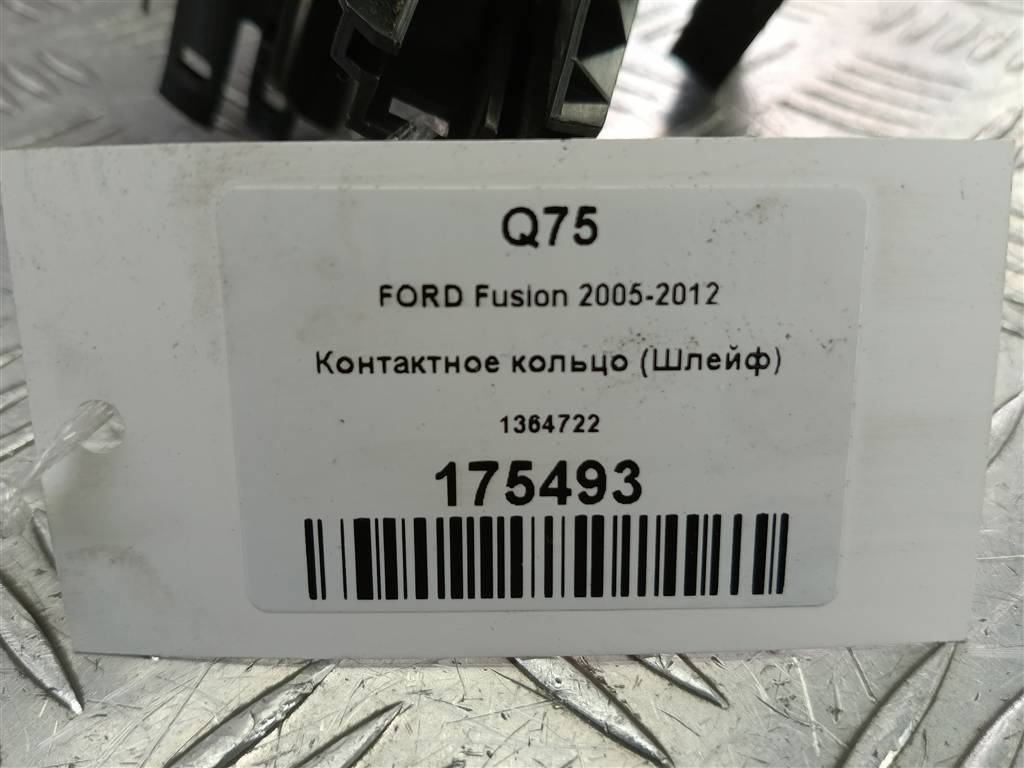 Q75
FORD Fusion 2005-2012
Контактное кольцо (Шлейф)
1364722
175493